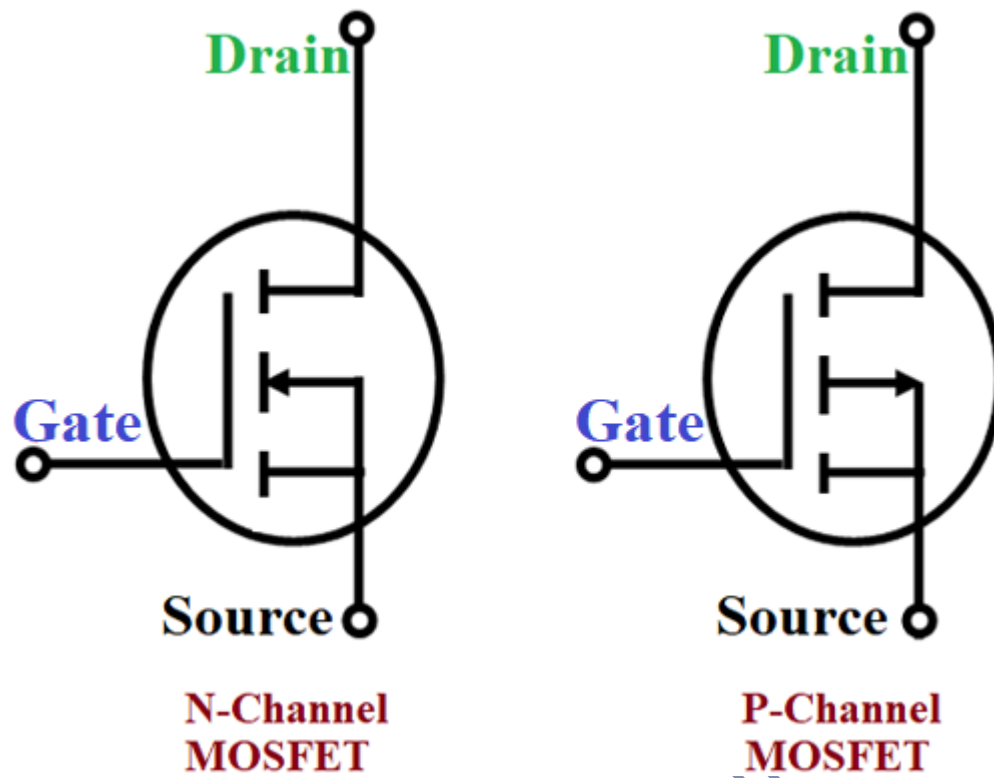 Drain
Drain
Gate
Gate
Source
Source
N-Channel
MOSFET
P-Channel
MOSFET